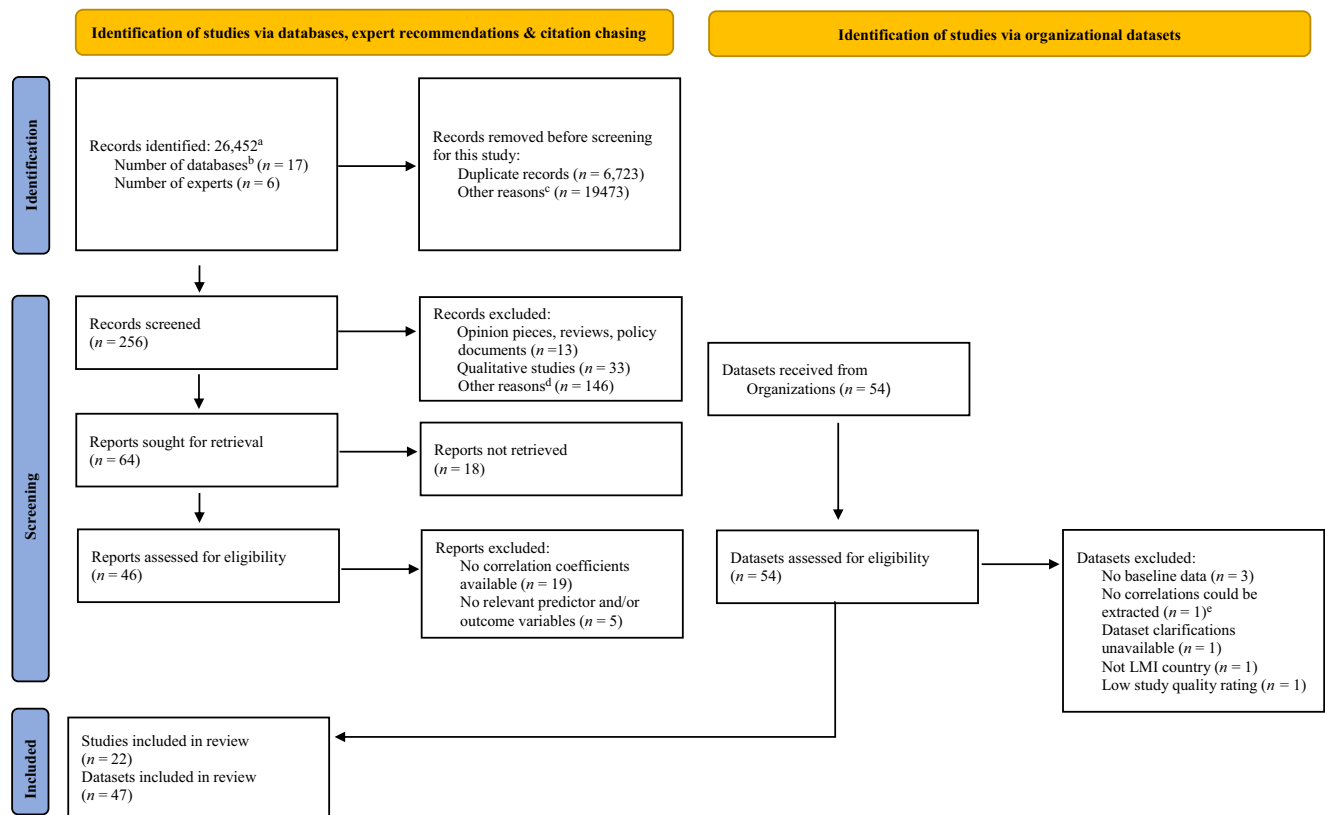 Identification of studies via databases, expert recommendations & citation chasing
Identification of studies via organizational datasets
Identification
Records identified: 26,452ᵃ
Number of databasesᵇ (n = 17)
Number of experts (n = 6)
Records removed before screening
for this study:
Duplicate records (n = 6,723)
Other reasonsᶜ (n = 19473)
Screening
Records screened
(n = 256)
Records excluded:
Opinion pieces, reviews, policy
documents (n =13)
Qualitative studies (n = 33)
Other reasonsᵈ (n = 146)
Datasets received from
Organizations (n = 54)
Reports sought for retrieval
(n = 64)
Reports not retrieved
(n = 18)
Reports assessed for eligibility
(n = 46)
Reports excluded:
No correlation coefficients
available (n = 19)
No relevant predictor and/or
outcome variables (n = 5)
Datasets assessed for eligibility
(n = 54)
Datasets excluded:
No baseline data (n = 3)
No correlations could be
extracted (n = 1)ᵉ
Dataset clarifications
unavailable (n = 1)
Not LMI country (n = 1)
Low study quality rating (n = 1)
Included
Studies included in review
(n = 22)
Datasets included in review
(n = 47)